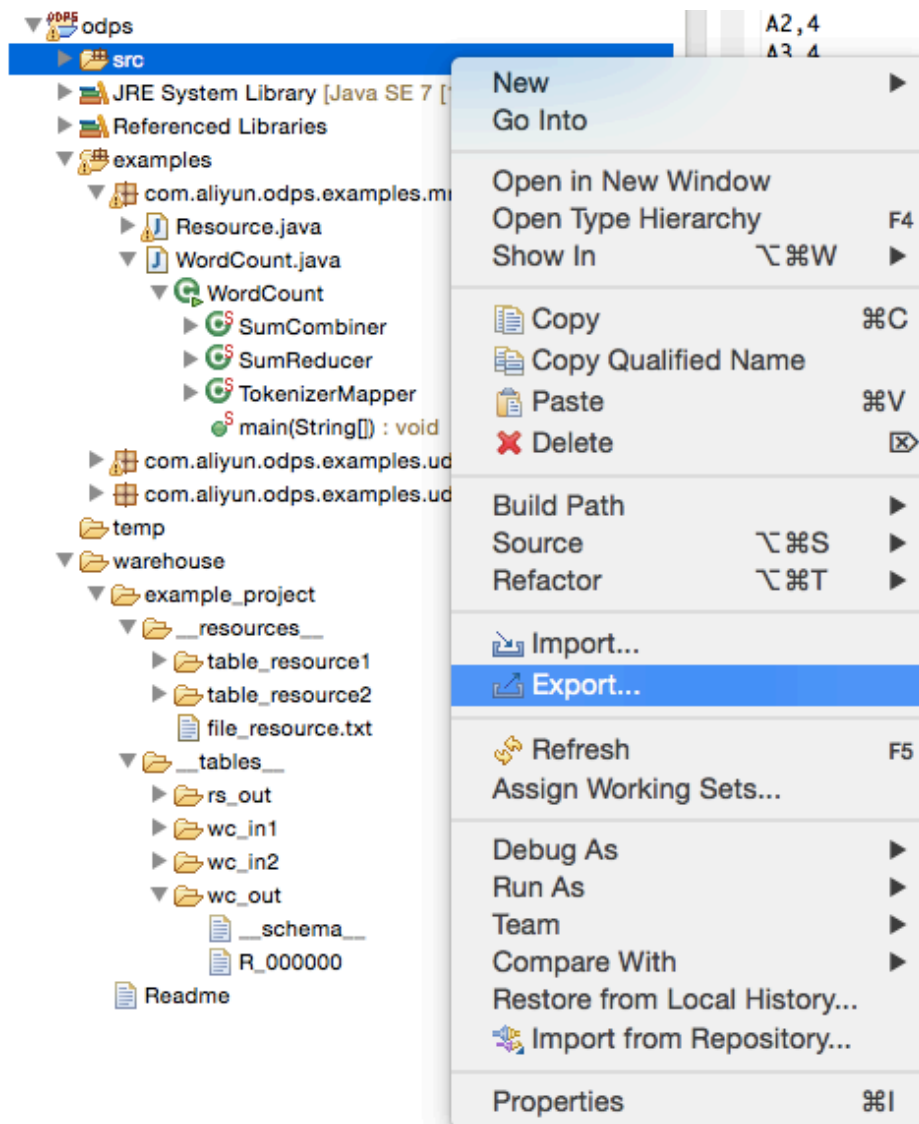 ODPS odps
src
JRE System Library [Java SE 7 [
Referenced Libraries
examples
com.aliyun.odps.examples.mr
Resource.java
WordCount.java
WordCount
SumCombiner
SumReducer
TokenizerMapper
main(String[]) : void
com.aliyun.odps.examples.ud
com.aliyun.odps.examples.ud
temp
warehouse
example_project
__resources__
table_resource1
table_resource2
file_resource.txt
__tables__
rs_out
wc_in1
wc_in2
wc_out
__schema__
R_000000
Readme
A2,4
A3,4
New
Go Into
Open in New Window
Open Type Hierarchy F4
Show In ⌥⌘W
Copy ⌘C
Copy Qualified Name
Paste ⌘V
Delete ⌦
Build Path
Source ⌥⌘S
Refactor ⌥⌘T
Import...
Export...
Refresh F5
Assign Working Sets...
Debug As
Run As
Team
Compare With
Restore from Local History...
Import from Repository...
Properties ⌘I